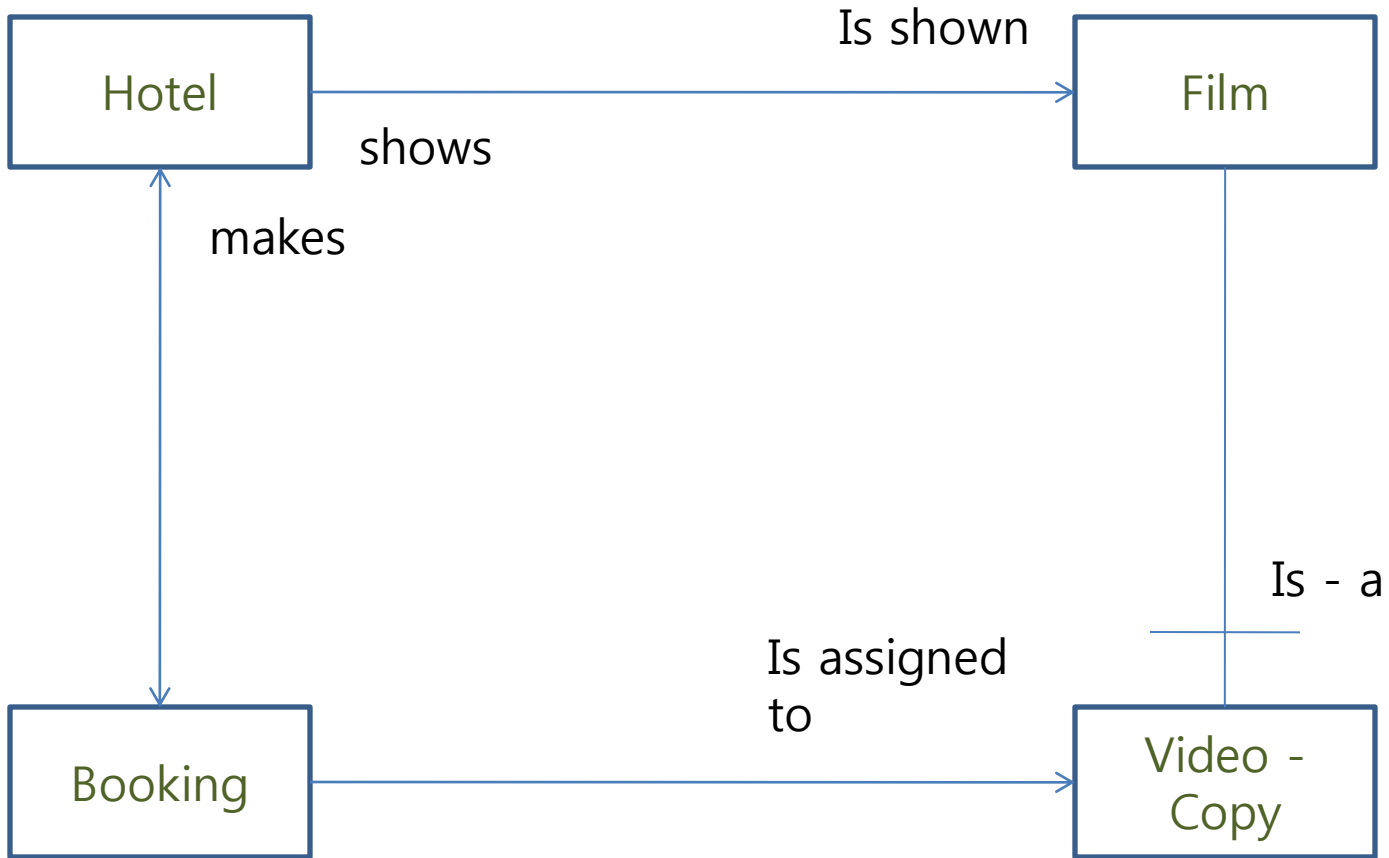 Is shown
Hotel
Film
shows
makes
Is - a
Is assigned
to
Booking
Video -
Copy